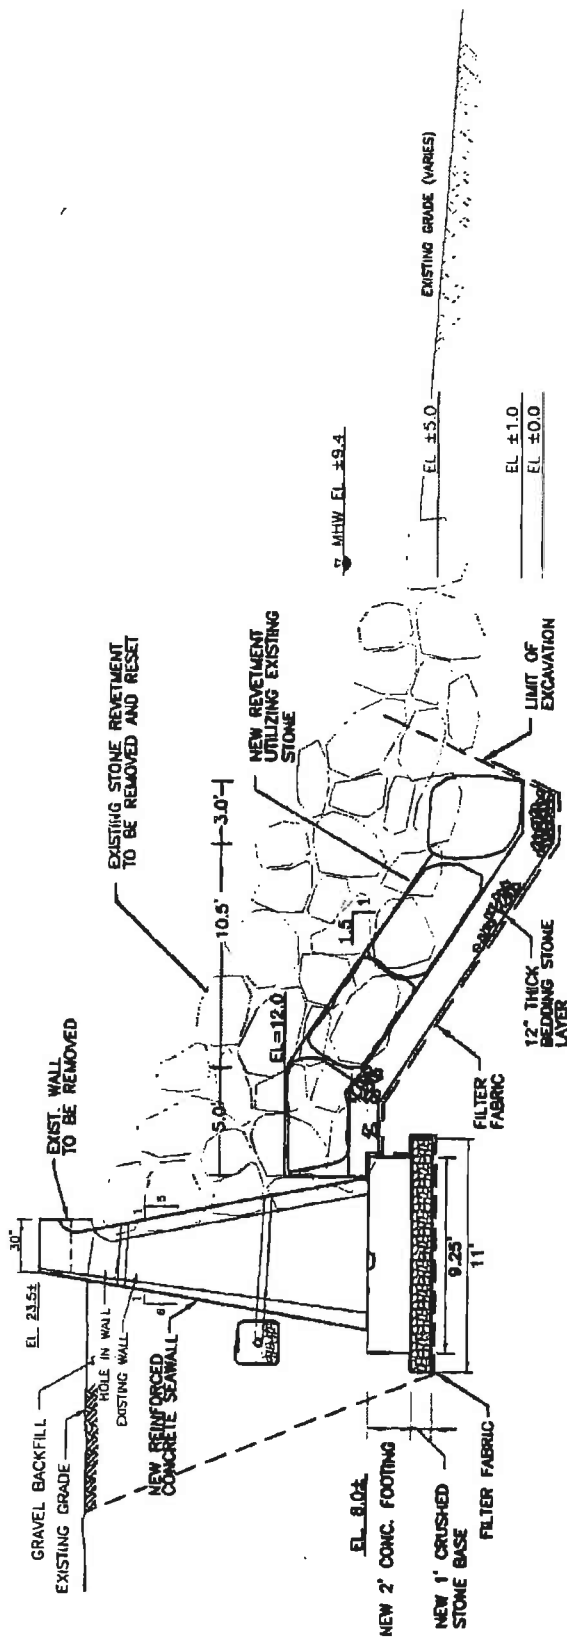 EXISTING GRADE (VARIES)
MHW EL ±9.4
EL ±5.0
EL ±1.0
EL ±0.0
EXISTING STONE REVETMENT
TO BE REMOVED AND RESET
NEW REVETMENT
UTILIZING EXISTING
STONE
LIMIT OF
EXCAVATION
3.0'
10.5'
5.0'
1.5
1
EL=12.0
12" THICK
BEDDING STONE
LAYER
FILTER
FABRIC
EXIST. WALL
TO BE REMOVED
30"
EL 23.5±
1
5
1
6
HOLE IN WALL
EXISTING WALL
GRAVEL BACKFILL
EXISTING GRADE
NEW REINFORCED
CONCRETE SEAWALL
9.25'
11'
EL 8.0±
NEW 2' CONC. FOOTING
NEW 1' CRUSHED
STONE BASE
FILTER FABRIC